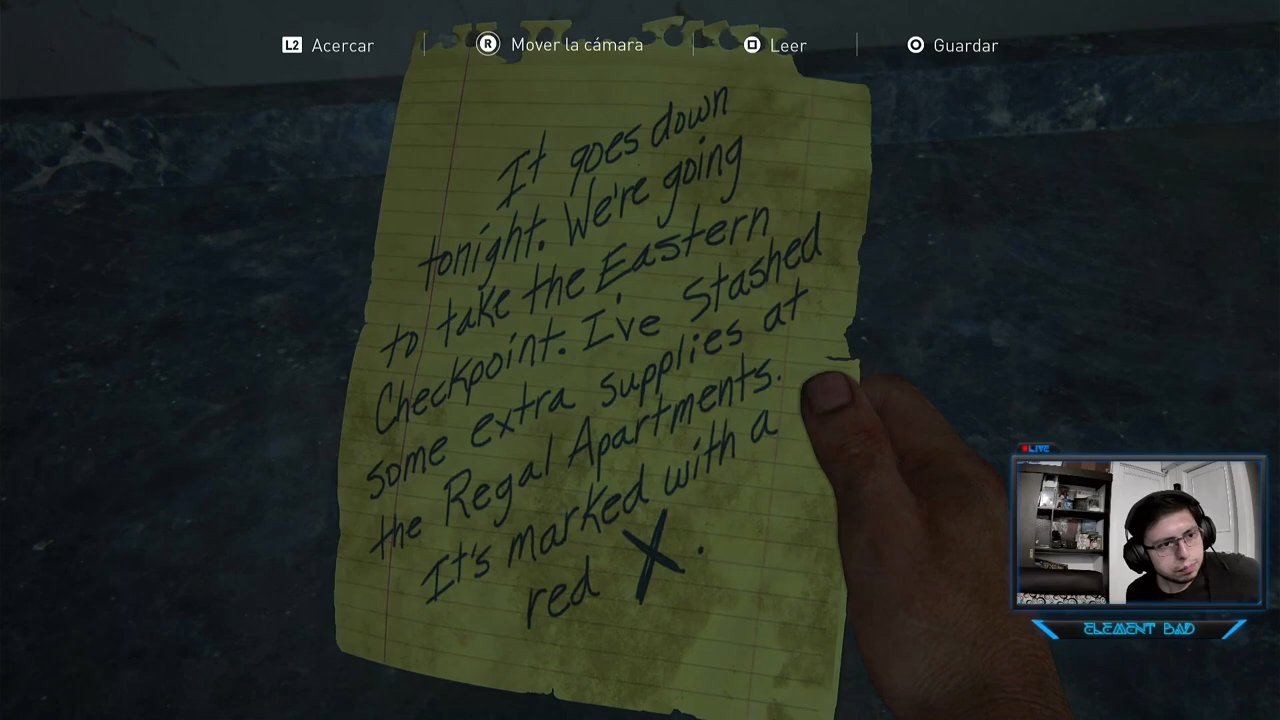 L2 Acercar R Mover la cámara Leer Guardar
It goes down
tonight. We're going
to take the Eastern
Checkpoint. I've Stashed
some extra supplies at
the Regal Apartments.
It's marked with a
red X.
LIVE
ELEMENT BAD